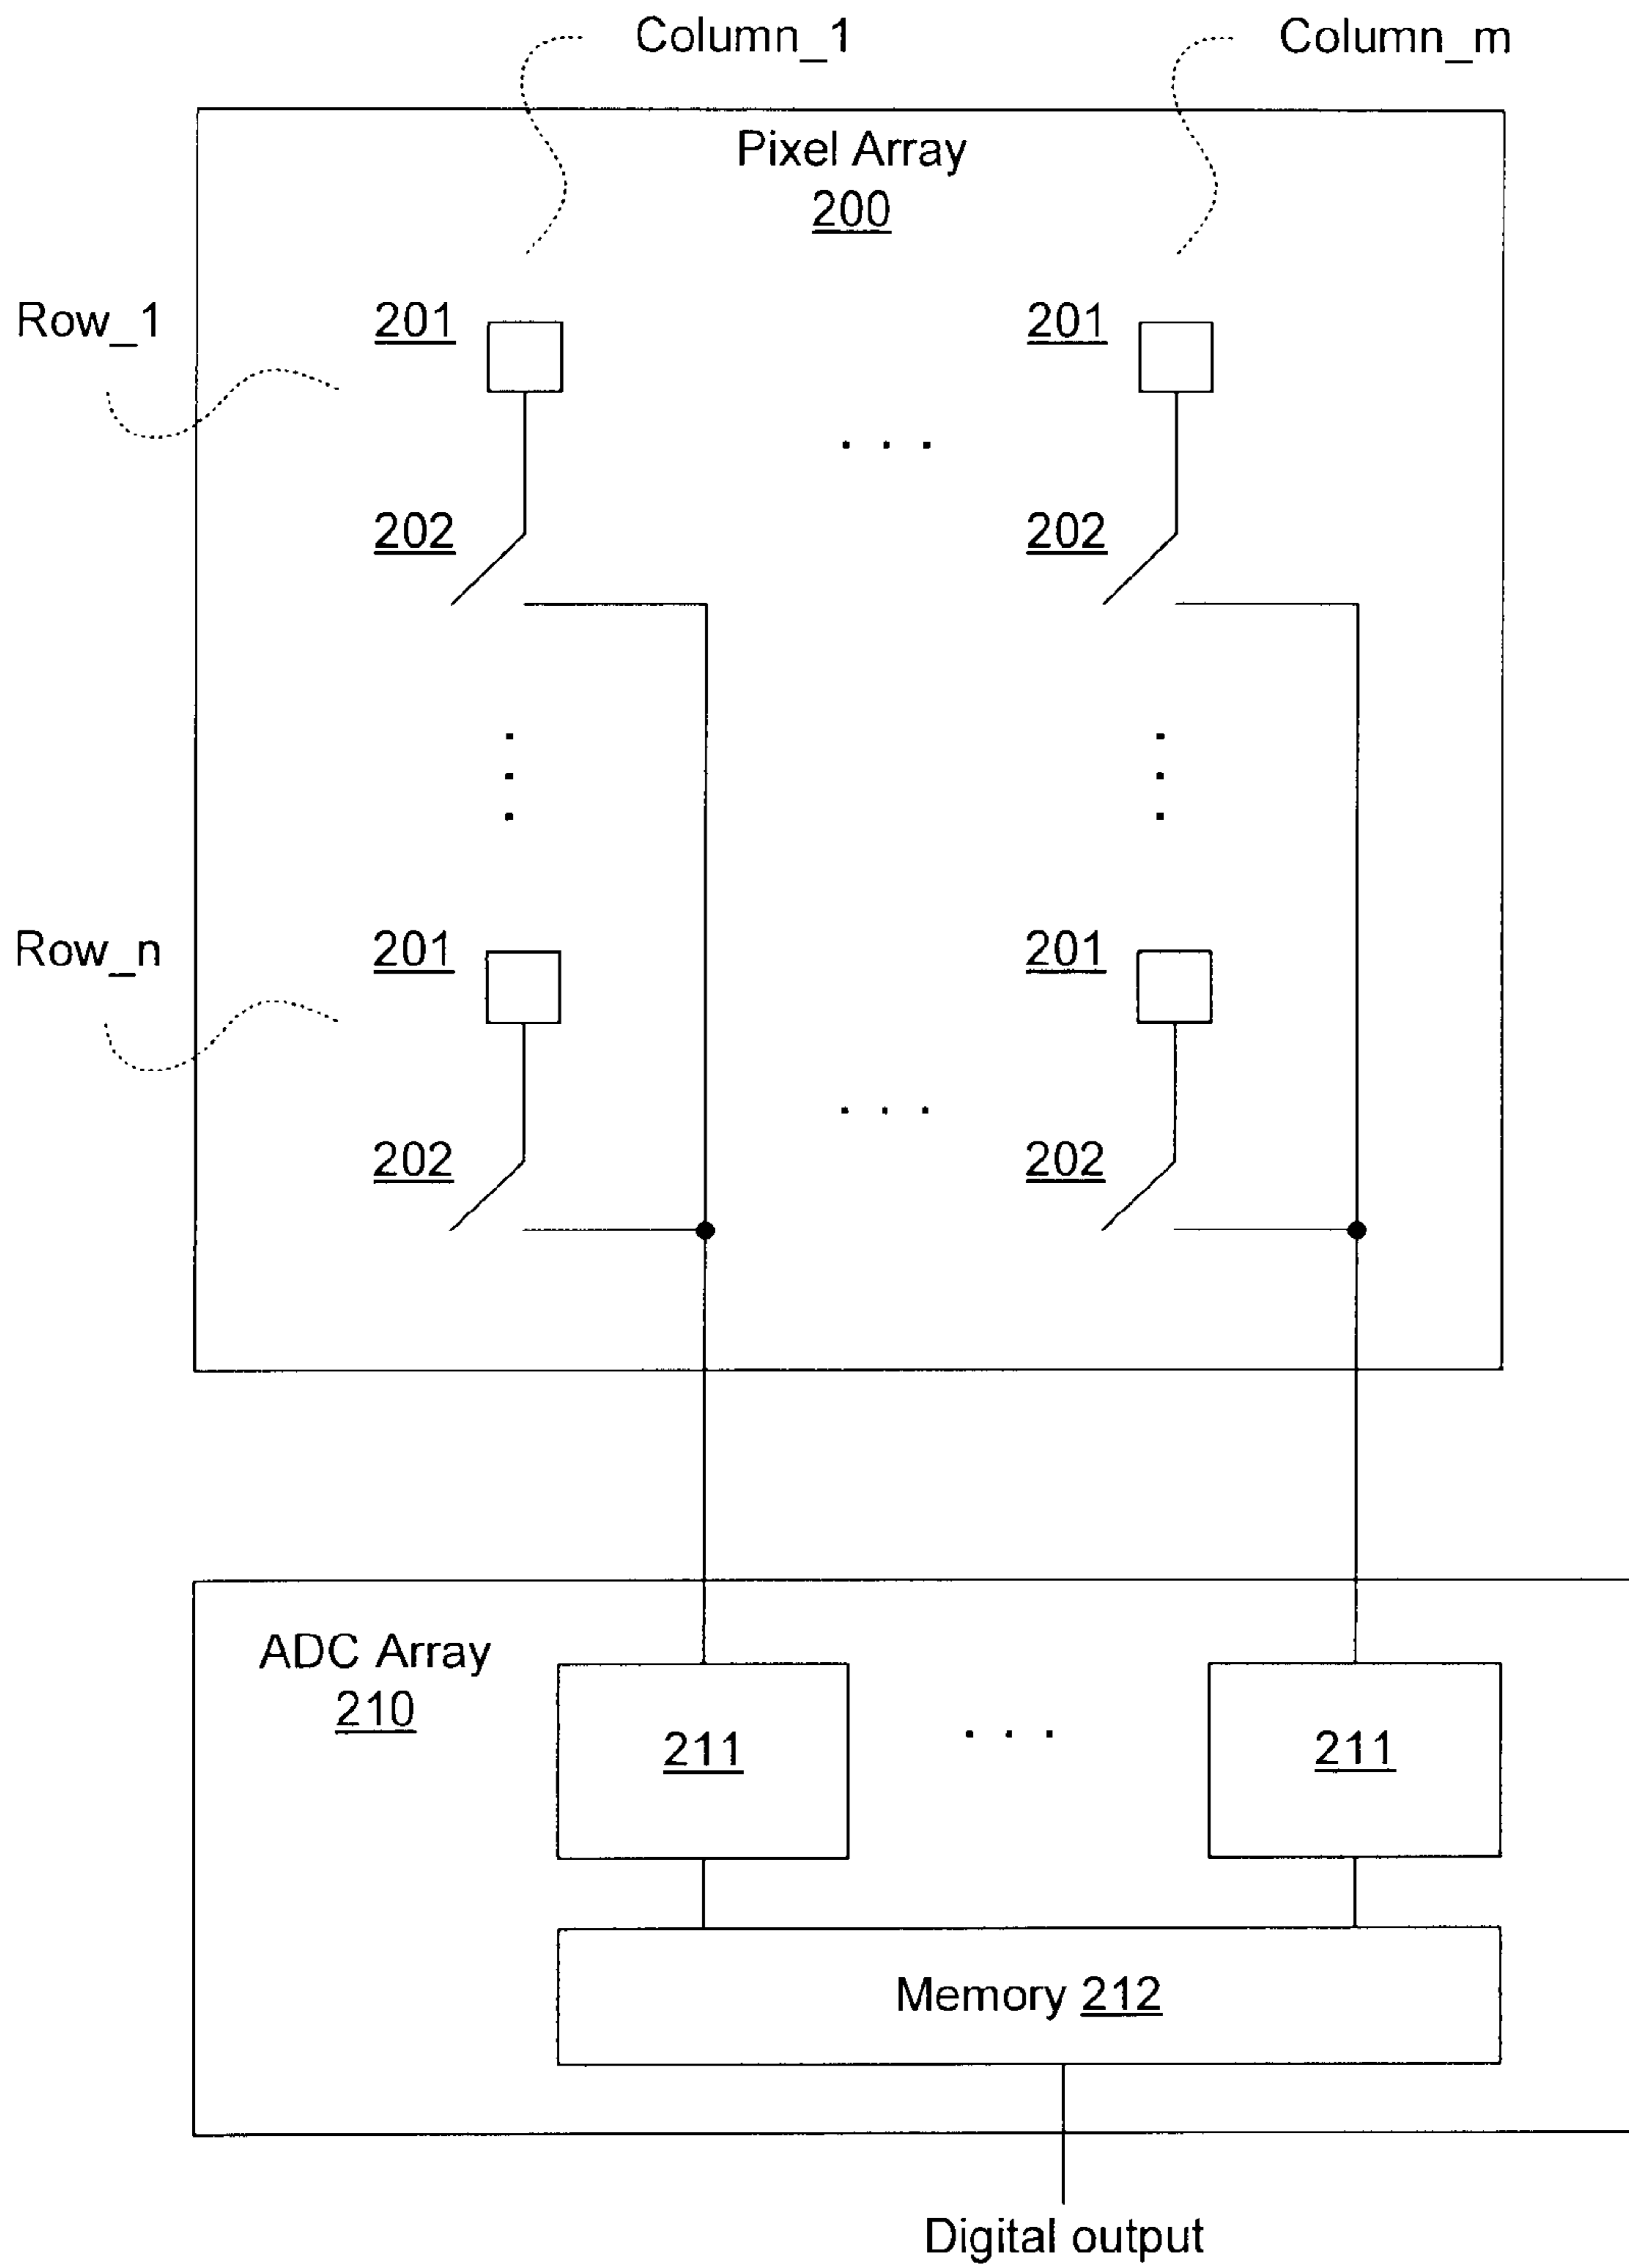 Column_1
Column_m
Pixel Array
200
Row_1
201
201
202
202
Row_n
201
201
202
202
ADC Array
210
211
211
Memory 212
Digital output